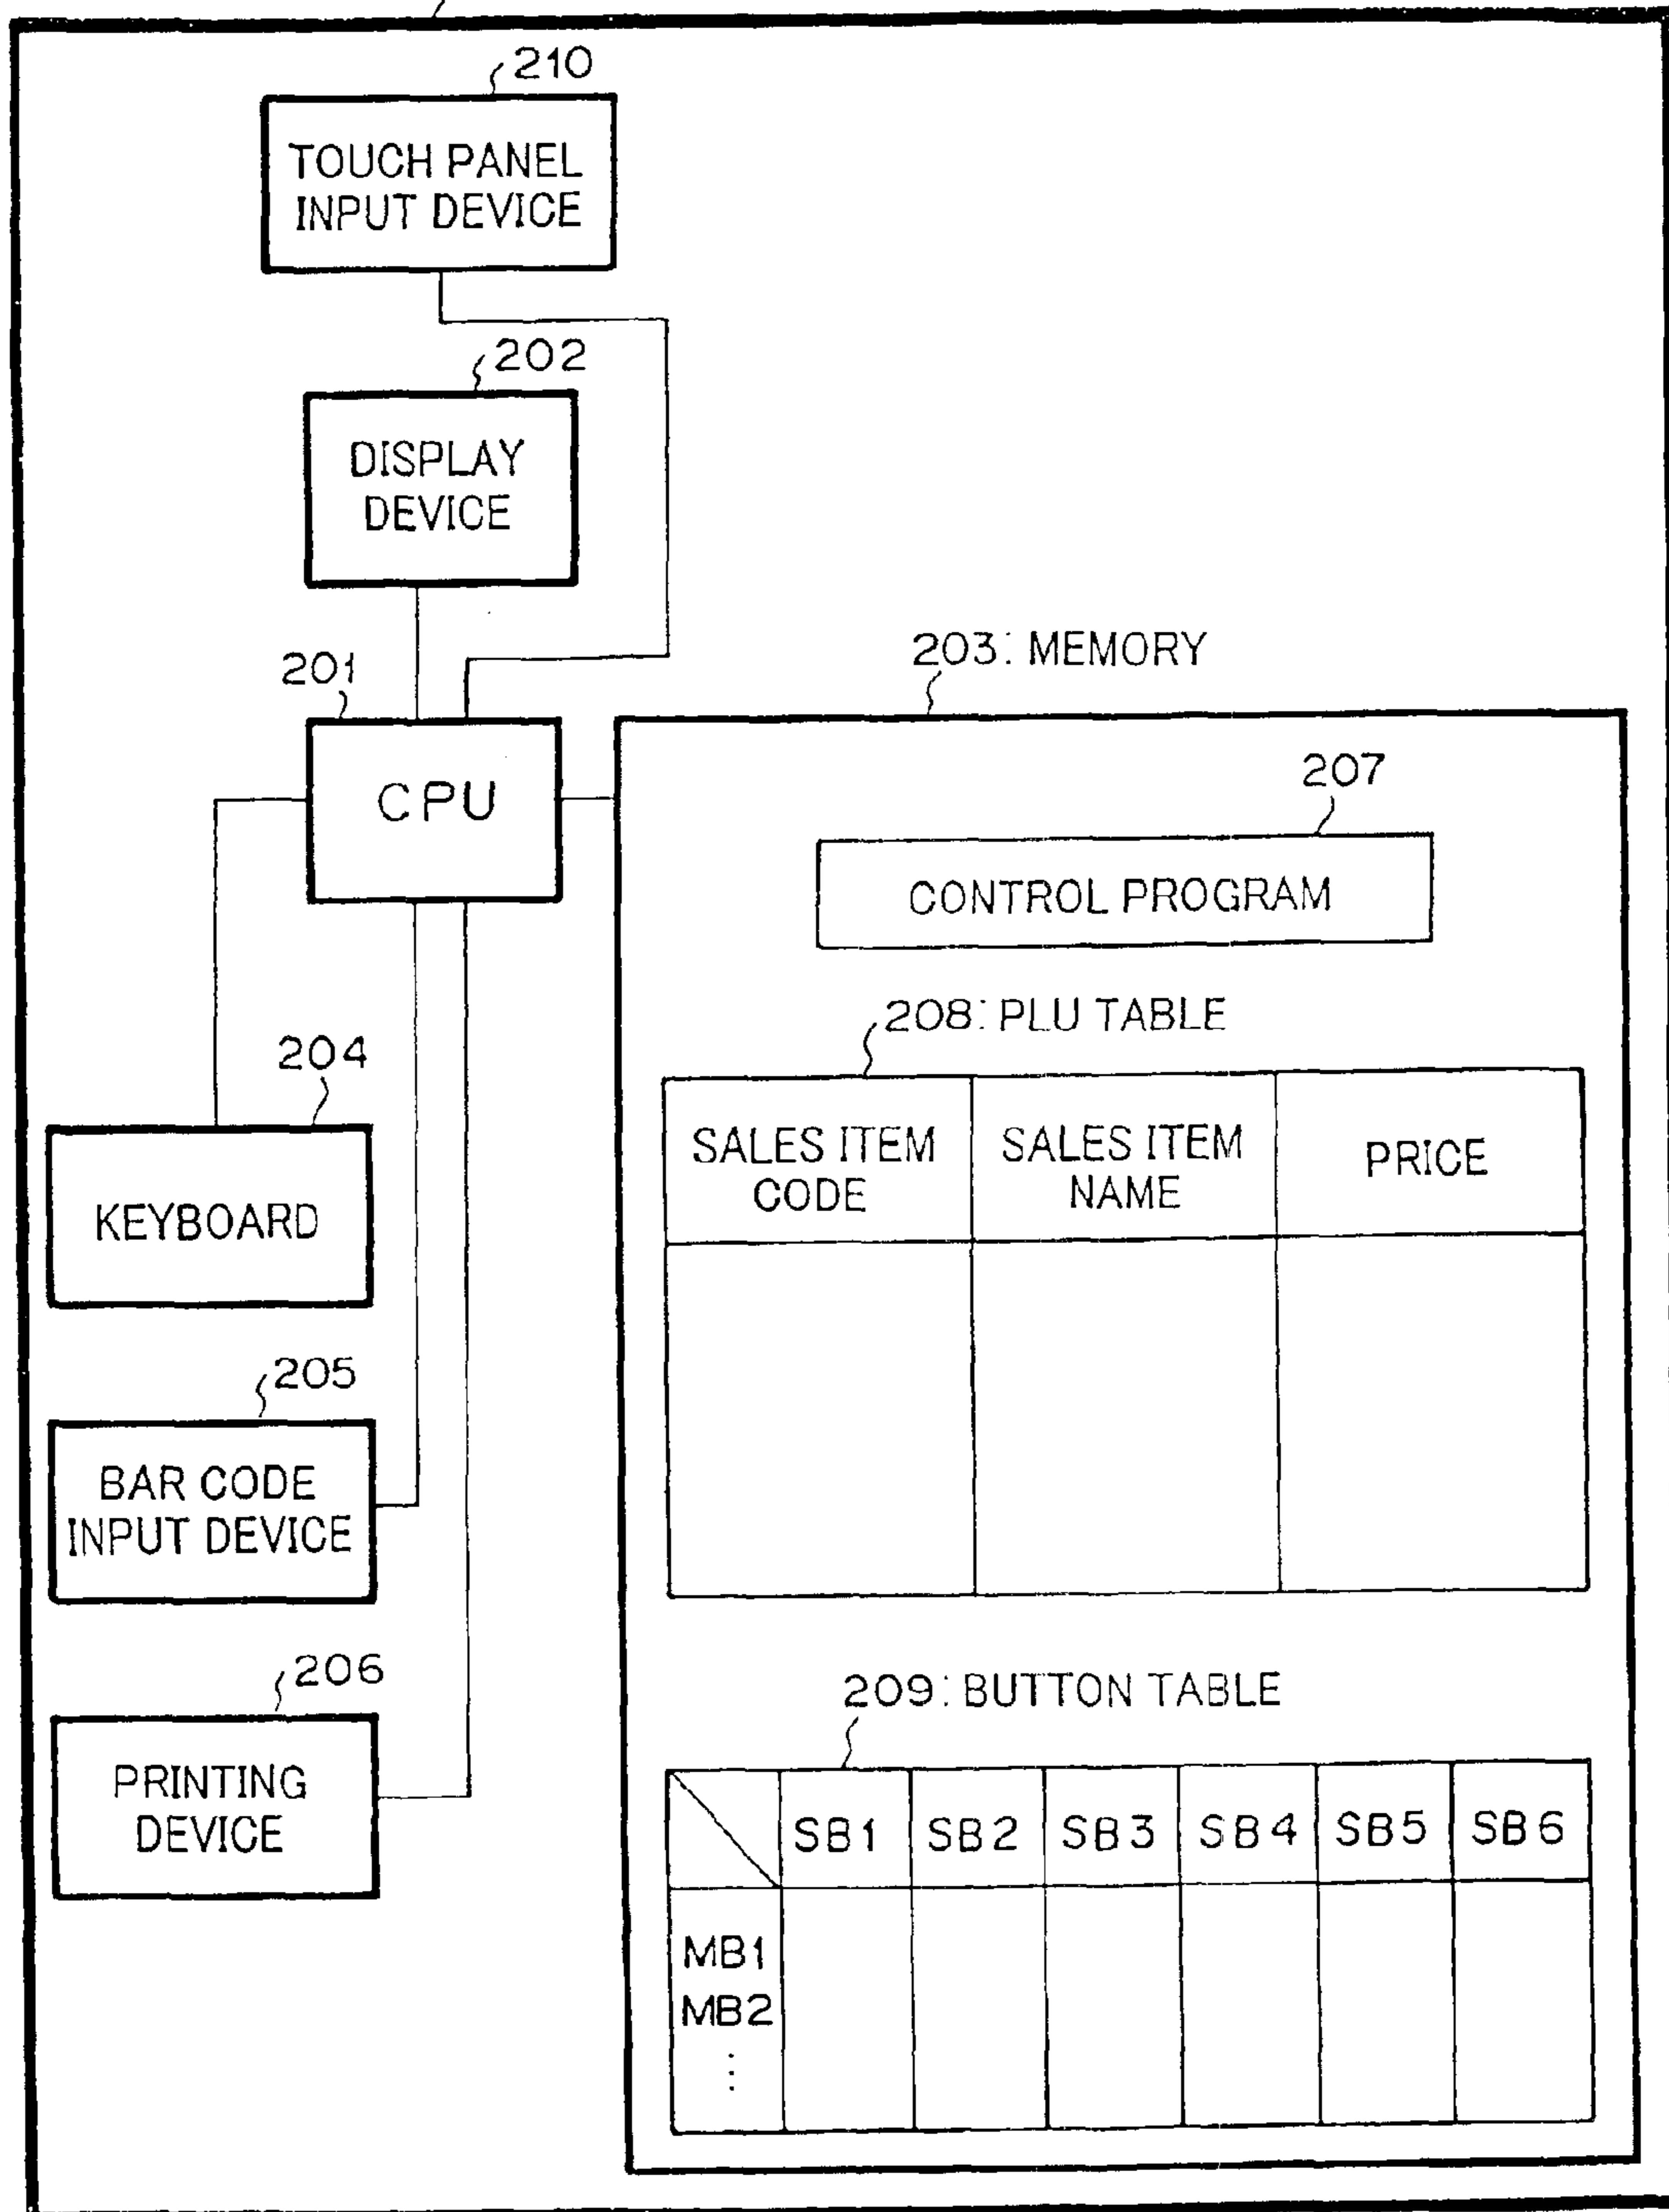 210
TOUCH PANEL
INPUT DEVICE
202
DISPLAY
DEVICE
201
CPU
203: MEMORY
207
CONTROL PROGRAM
208: PLU TABLE
SALES ITEM
CODE
SALES ITEM
NAME
PRICE
204
KEYBOARD
205
BAR CODE
INPUT DEVICE
206
PRINTING
DEVICE
209: BUTTON TABLE
SB1 SB2 SB3 SB4 SB5 SB6
MB1
MB2
⋮